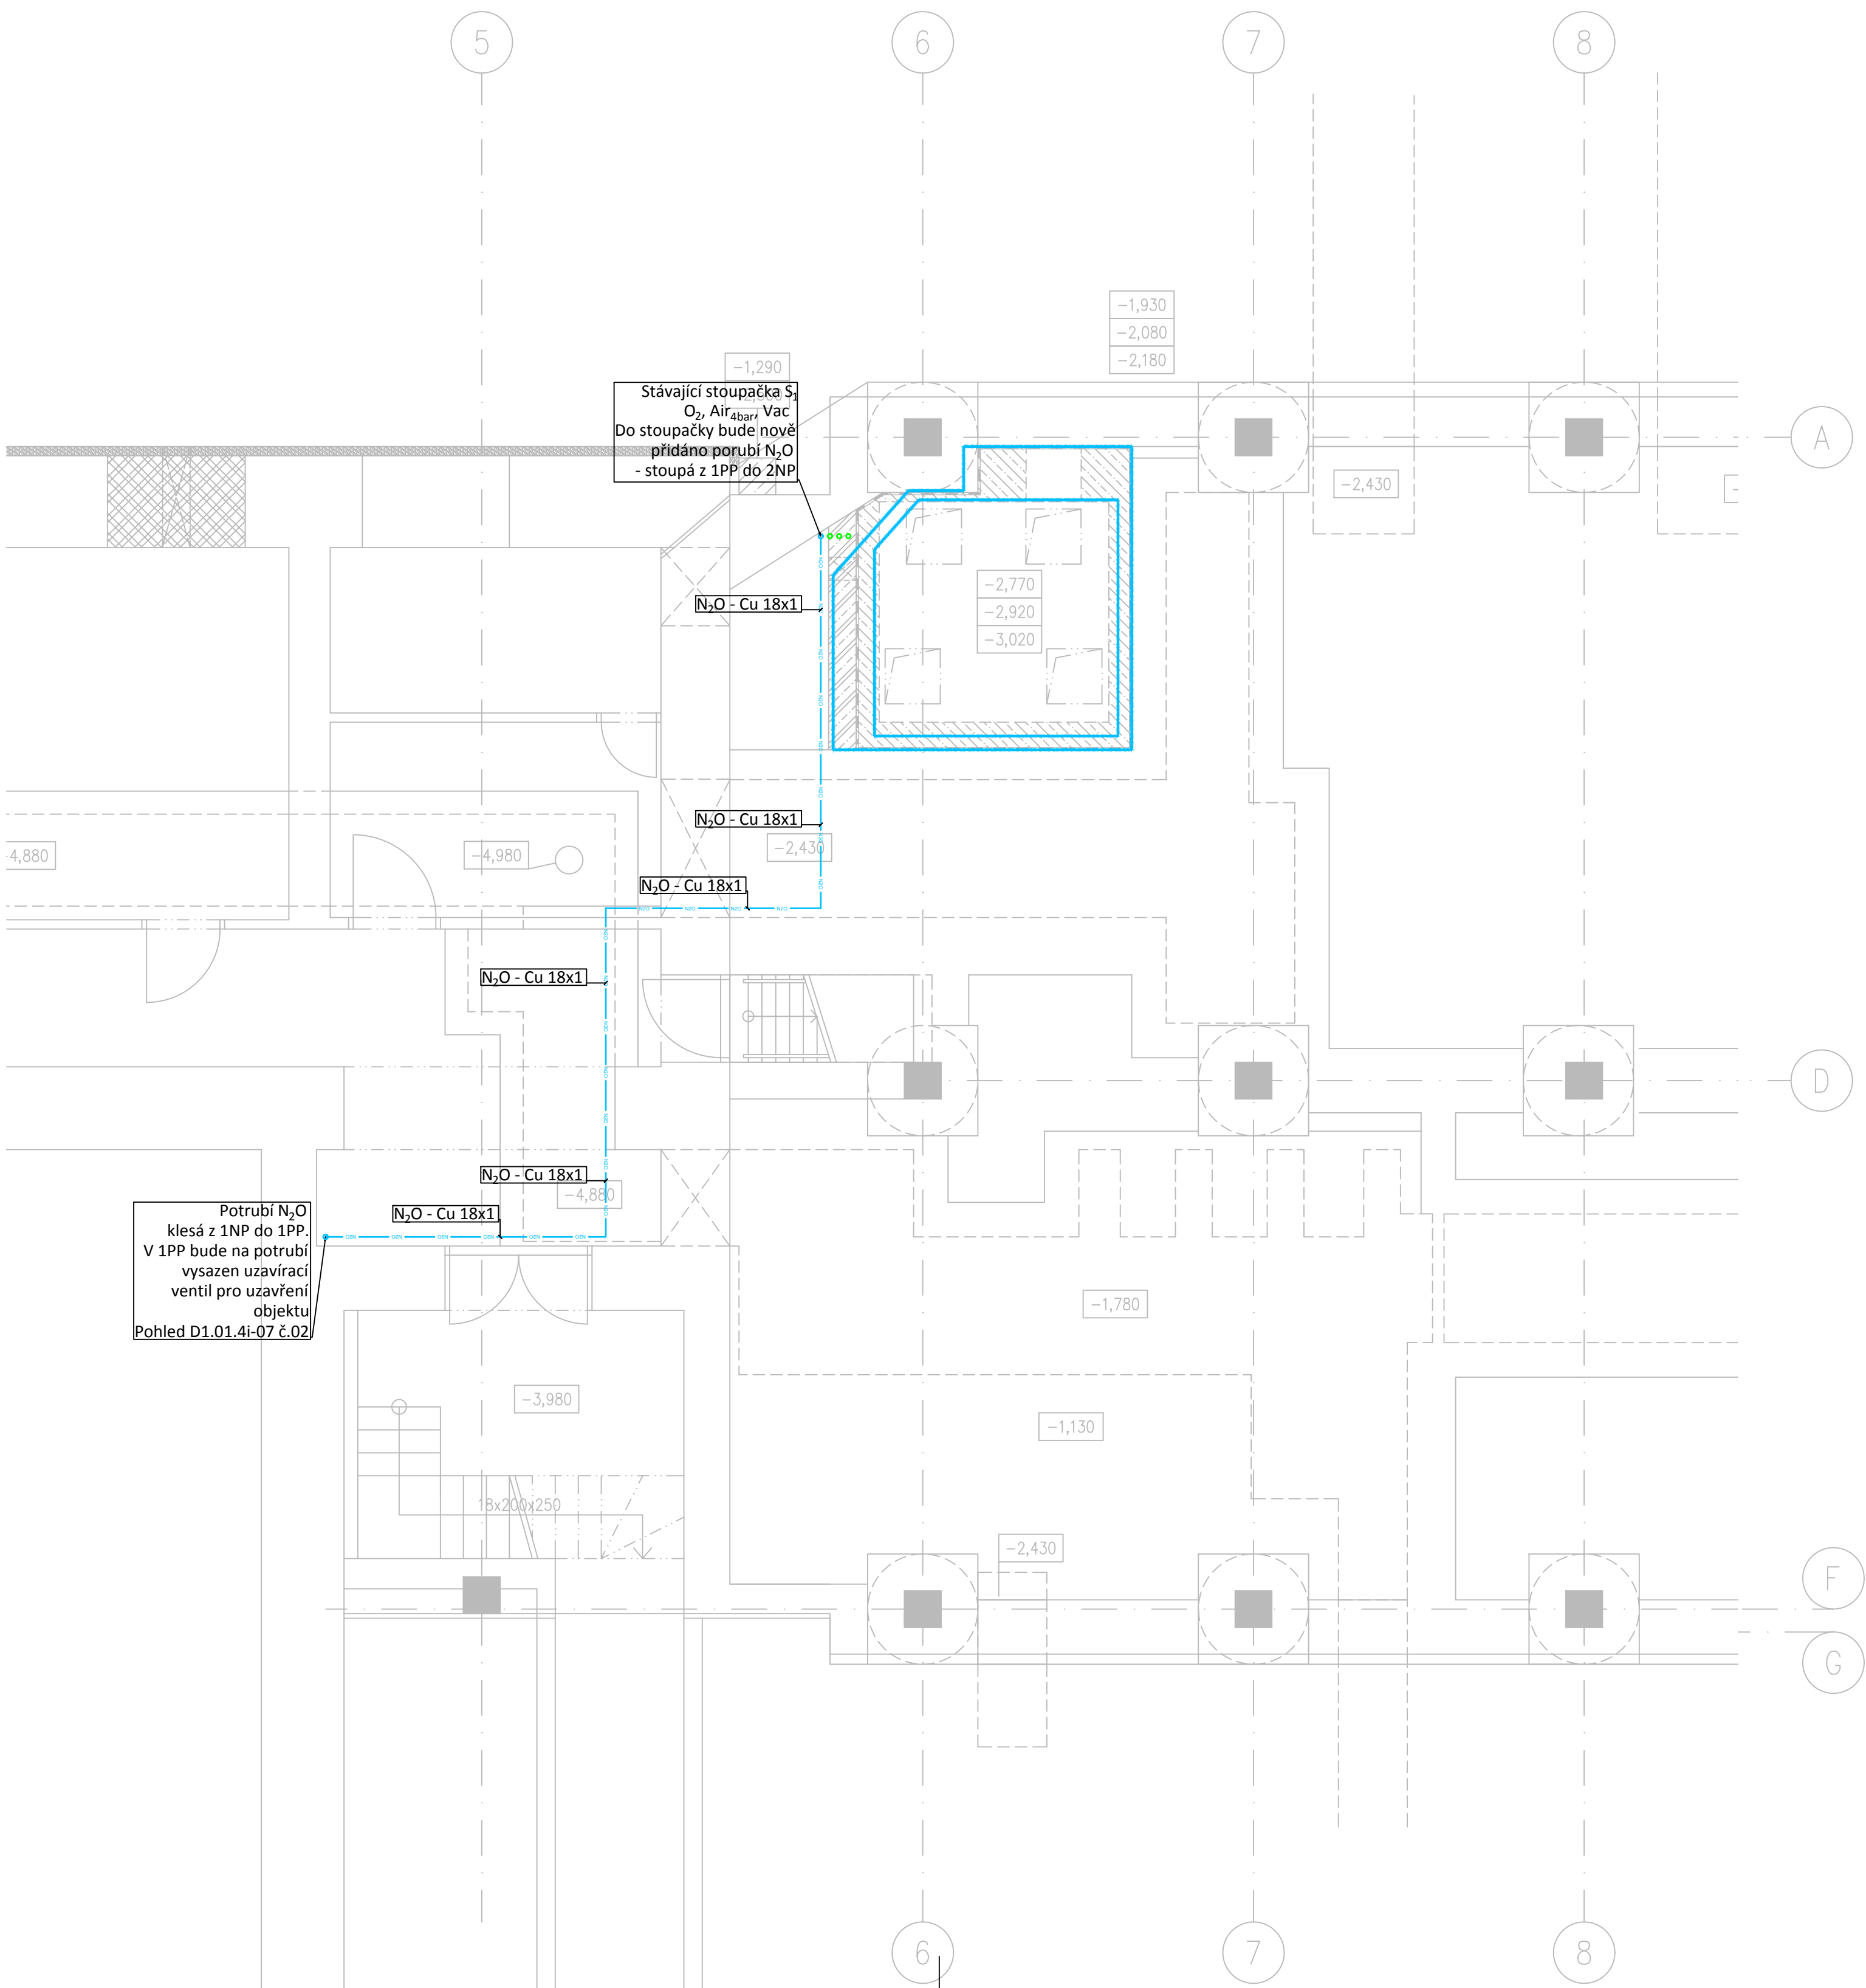 5
6
7
8
-1,930
-2,080
-2,180
-1,290
Stávající stoupačka S₁
O₂, Air₄bar, Vac
Do stoupačky bude nově
přidáno porubí N₂O
- stoupá z 1PP do 2NP
A
-2,430
-2,770
-2,920
-3,020
N₂O - Cu 18x1
N₂O - Cu 18x1
-2,430
-4,880
-4,980
N₂O - Cu 18x1
N2O
N2O
N2O
N2O
N₂O - Cu 18x1
D
N₂O - Cu 18x1
-4,880
N₂O - Cu 18x1
Potrubí N₂O
klesá z 1NP do 1PP.
V 1PP bude na potrubí
vysazen uzavírací
ventil pro uzavření
objektu
Pohled D1.01.4i-07 č.02
-1,780
-3,980
-1,130
18x200x250
-2,430
F
G
6
7
8